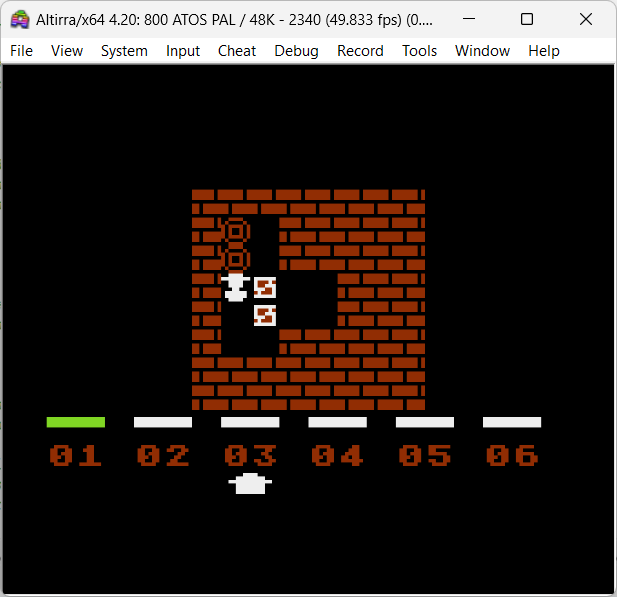 Altirra/x64 4.20: 800 ATOS PAL / 48K - 2340 (49.833 fps) (0....
File View System Input Cheat Debug Record Tools Window Help
01 02 03 04 05 06